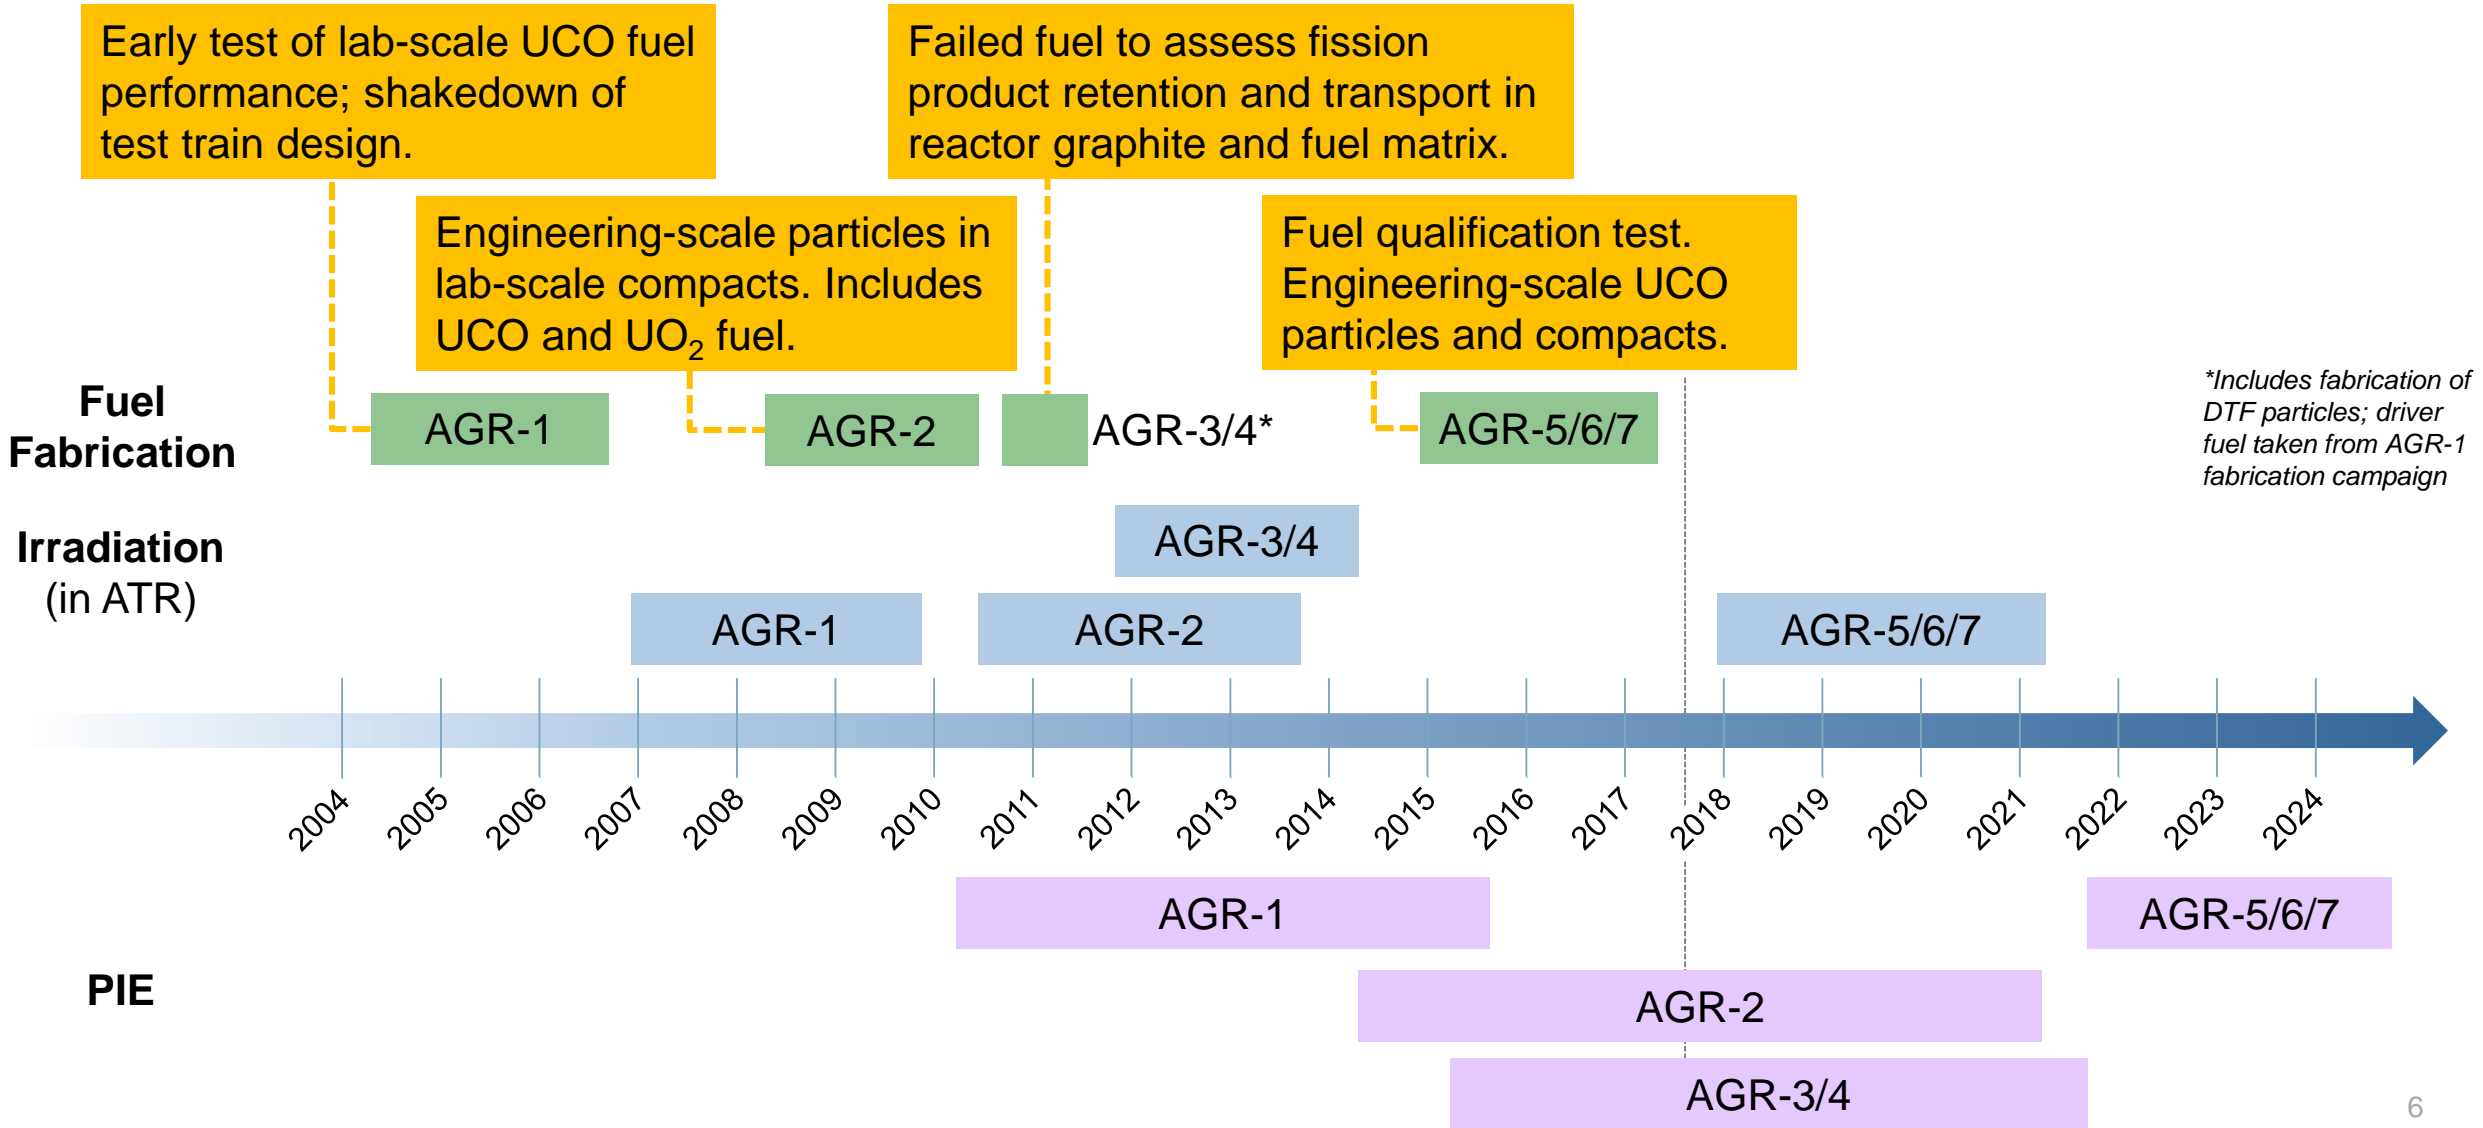 Early test of lab-scale UCO fuel
performance; shakedown of
test train design.
Failed fuel to assess fission
product retention and transport in
reactor graphite and fuel matrix.
Engineering-scale particles in
lab-scale compacts. Includes
UCO and UO₂ fuel.
Fuel qualification test.
Engineering-scale UCO
particles and compacts.
*Includes fabrication of
DTF particles; driver
fuel taken from AGR-1
fabrication campaign
Fuel
Fabrication
AGR-1
AGR-2
AGR-3/4*
AGR-5/6/7
Irradiation
(in ATR)
AGR-3/4
AGR-1
AGR-2
AGR-5/6/7
2004
2005
2006
2007
2008
2009
2010
2011
2012
2013
2014
2015
2016
2017
2018
2019
2020
2021
2022
2023
2024
PIE
AGR-1
AGR-5/6/7
AGR-2
AGR-3/4
6